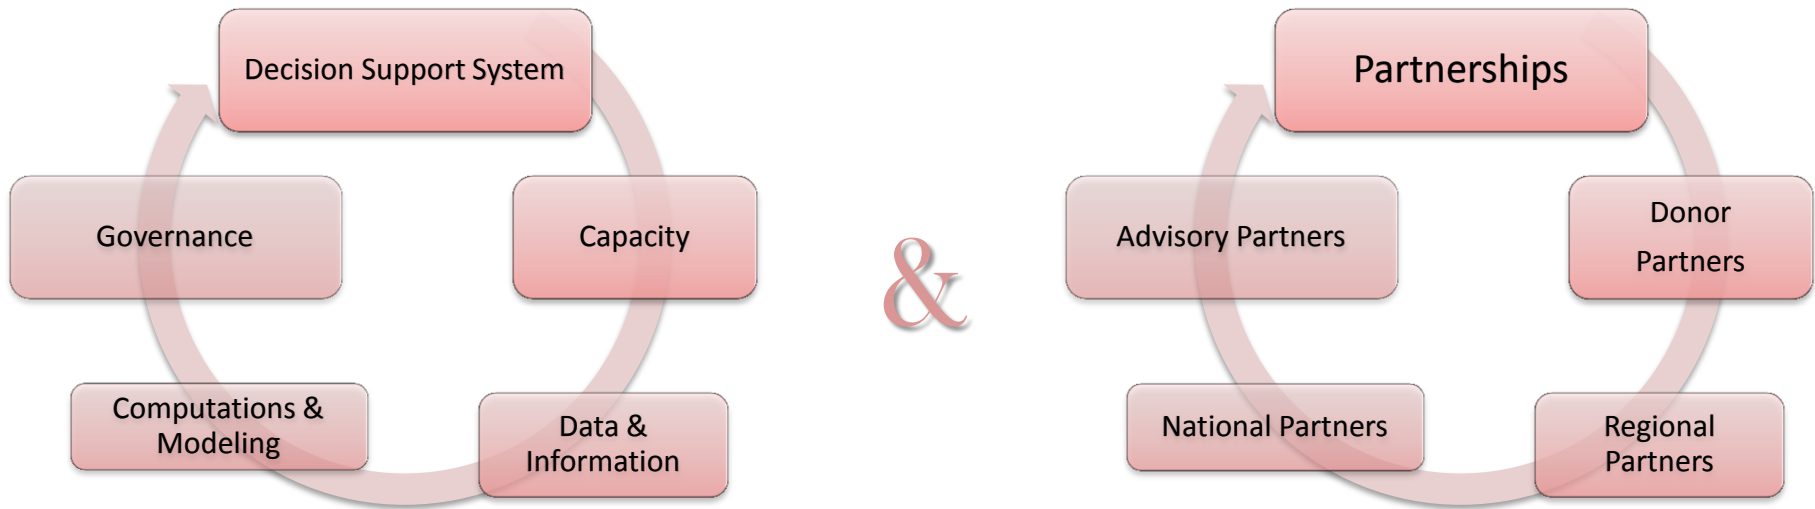 Decision Support System
Capacity
Data &
Information
Computations &
Modeling
Governance
&
Partnerships
Donor
Partners
Regional
Partners
National Partners
Advisory Partners